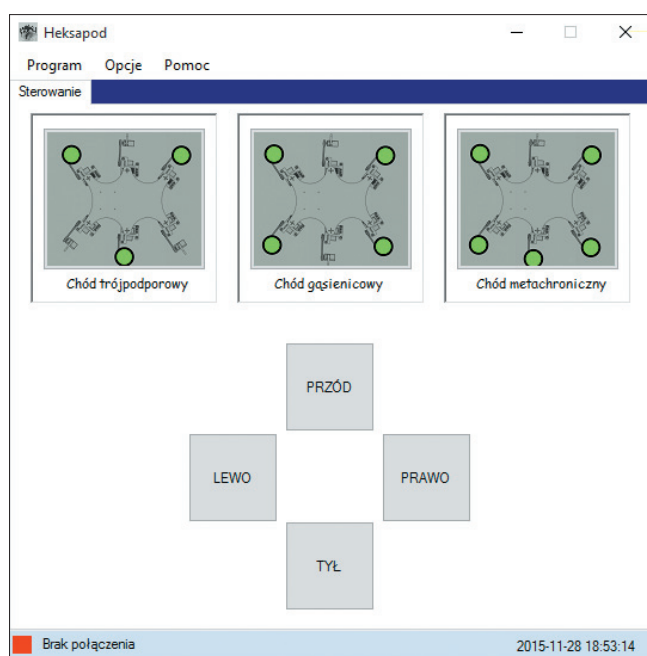 Heksapod
Program Opcje Pomoc
Sterowanie
Chód trójpodporowy Chód gąsienicowy Chód metachroniczny
PRZÓD
LEWO PRAWO
TYŁ
Brak połączenia 2015-11-28 18:53:14